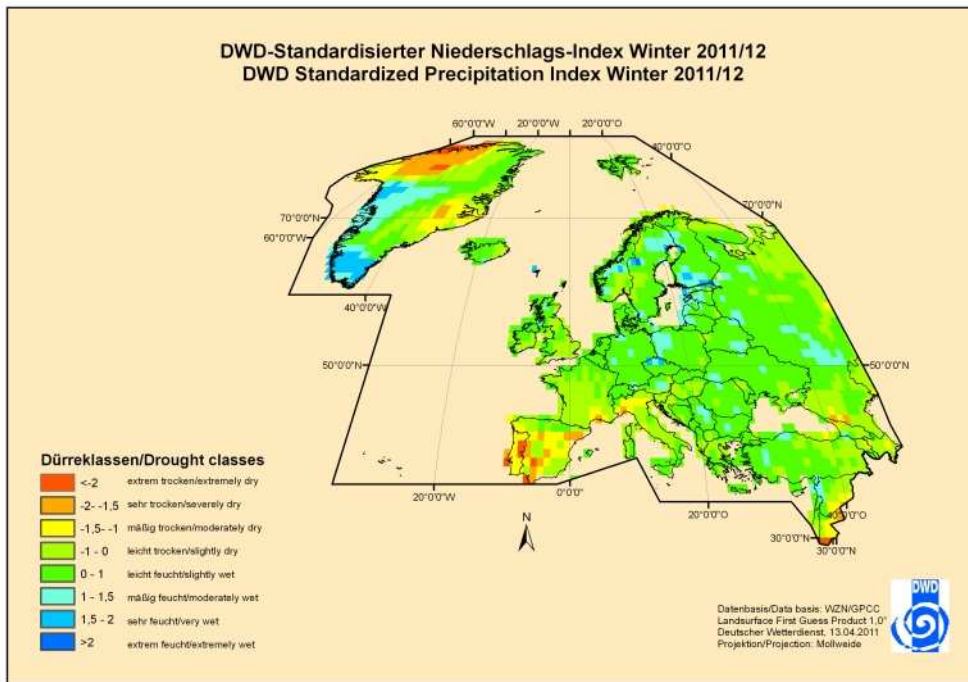 DWD-Standardisierter Niederschlags-Index Winter 2011/12
DWD Standardized Precipitation Index Winter 2011/12
60°0'0"W 20°0'0"W 20°0'0"O
40°0'0"O
70°0'0"N 70°0'0"N
60°0'0"W
40°0'0"W
50°0'0"N 50°0'0"N
20°0'0"W 0°0'0"O 20°0'0"O 40°0'0"O
30°0'0"N 30°0'0"N
N
Dürreklassen/Drought classes
<-2 extrem trocken/extremely dry
-2- -1,5 sehr trocken/severely dry
-1,5- -1 mäßig trocken/moderately dry
-1 - 0 leicht trocken/slightly dry
0 - 1 leicht feucht/slightly wet
1 - 1,5 mäßig feucht/moderately wet
1,5 - 2 sehr feucht/very wet
>2 extrem feucht/extremely wet
DWD
Datenbasis/Data basis: WZN/GPCC
Landsurface First Guess Product 1,0°
Deutscher Wetterdienst, 13.04.2011
Projektion/Projection: Mollweide